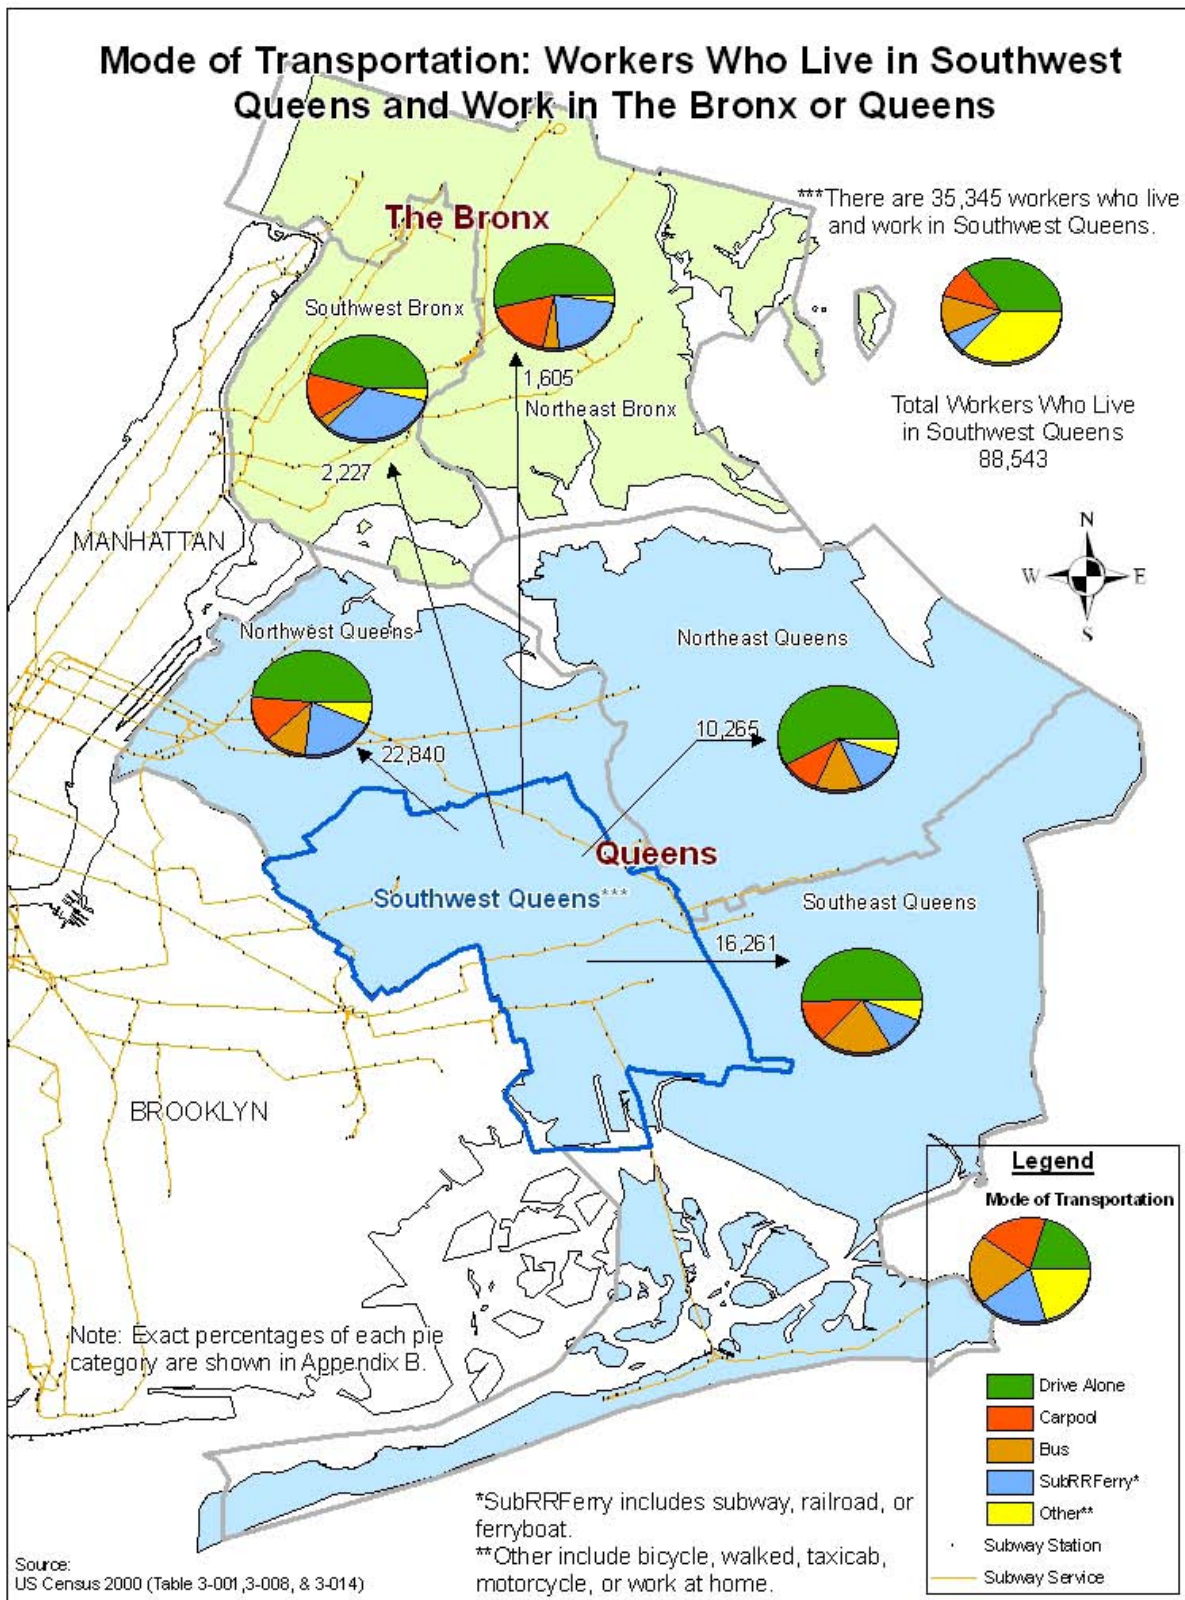 Mode of Transportation: Workers Who Live in Southwest
Queens and Work in The Bronx or Queens
***There are 35,345 workers who live
and work in Southwest Queens.
The Bronx
Southwest Bronx
1,605
Northeast Bronx
Total Workers Who Live
in Southwest Queens
88,543
2,227
MANHATTAN
N
W
E
S
Northwest Queens
Northeast Queens
10,265
22,840
Queens
Southwest Queens***
Southeast Queens
16,261
BROOKLYN
Legend
Mode of Transportation
Note: Exact percentages of each pie
category are shown in Appendix B.
Drive Alone
Carpool
Bus
SubRRFerry*
Other**
Subway Station
Subway Service
*SubRRFerry includes subway, railroad, or
ferryboat.
**Other include bicycle, walked, taxicab,
motorcycle, or work at home.
Source:
US Census 2000 (Table 3-001,3-008, & 3-014)